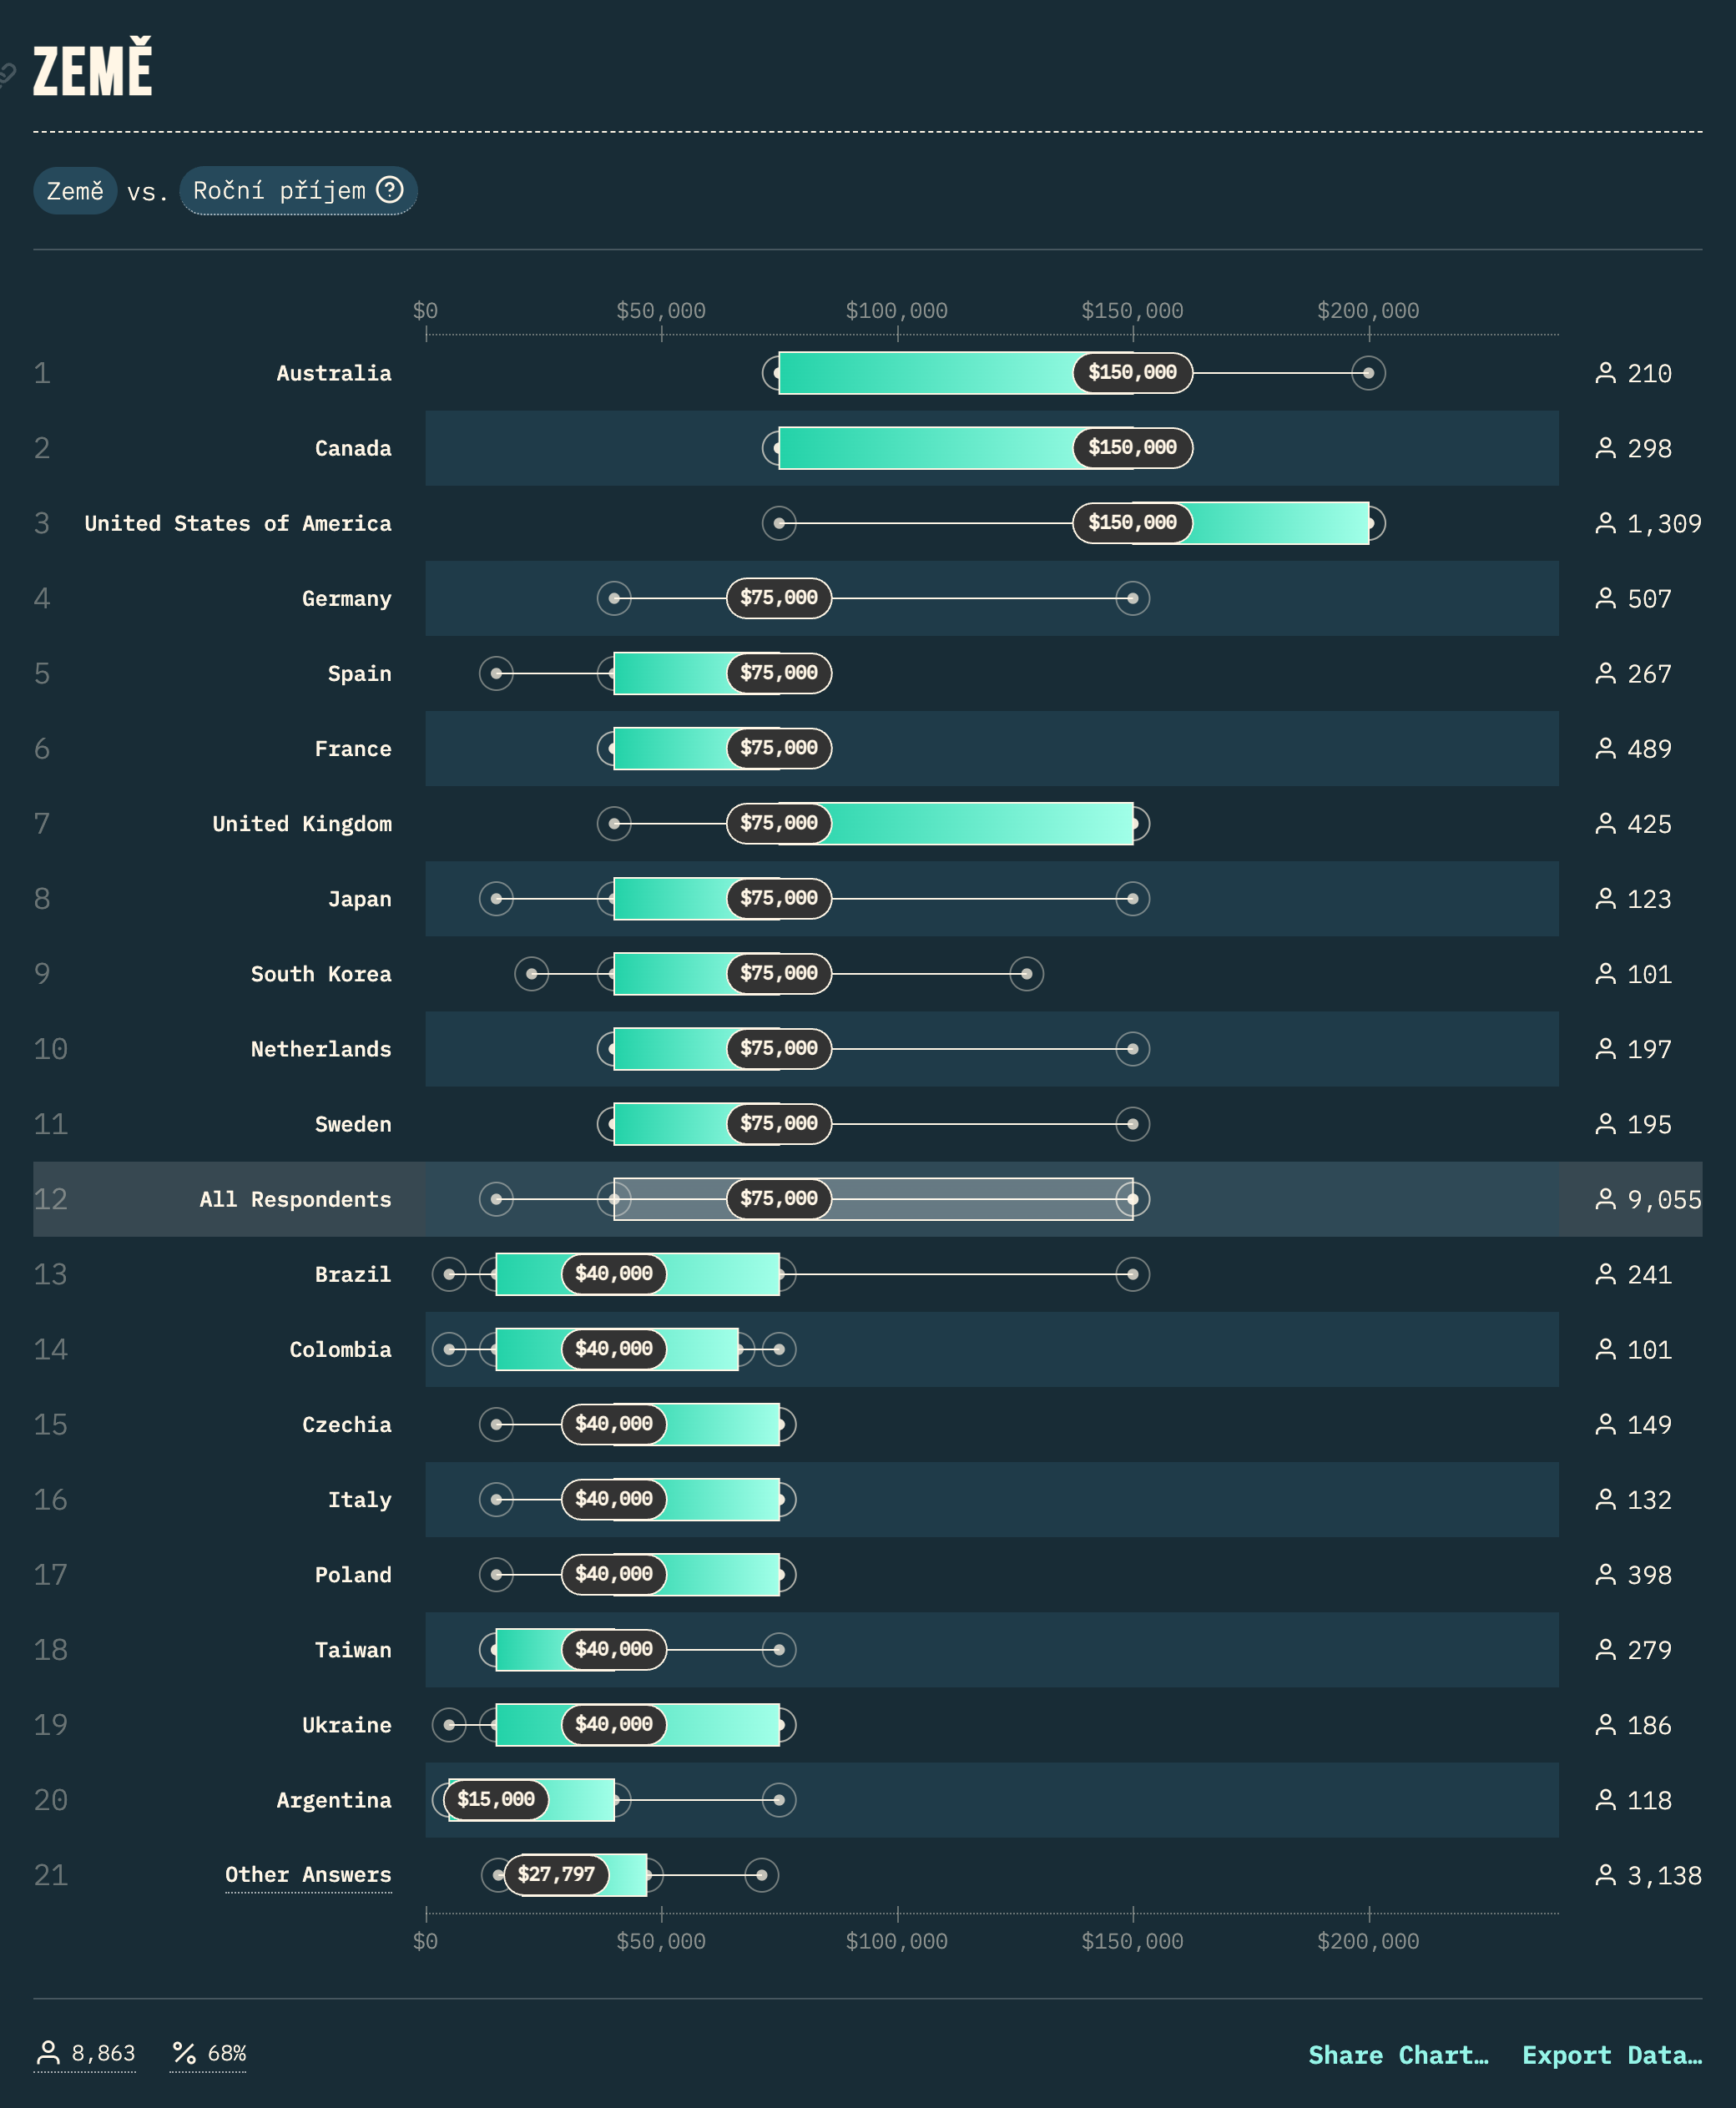 ZEMĚ
Země vs. Roční příjem ?
$0 $50,000 $100,000 $150,000 $200,000
1 Australia $150,000 210
2 Canada $150,000 298
3 United States of America $150,000 1,309
4 Germany $75,000 507
5 Spain $75,000 267
6 France $75,000 489
7 United Kingdom $75,000 425
8 Japan $75,000 123
9 South Korea $75,000 101
10 Netherlands $75,000 197
11 Sweden $75,000 195
12 All Respondents $75,000 9,055
13 Brazil $40,000 241
14 Colombia $40,000 101
15 Czechia $40,000 149
16 Italy $40,000 132
17 Poland $40,000 398
18 Taiwan $40,000 279
19 Ukraine $40,000 186
20 Argentina $15,000 118
21 Other Answers $27,797 3,138
$0 $50,000 $100,000 $150,000 $200,000
8,863 % 68% Share Chart… Export Data…